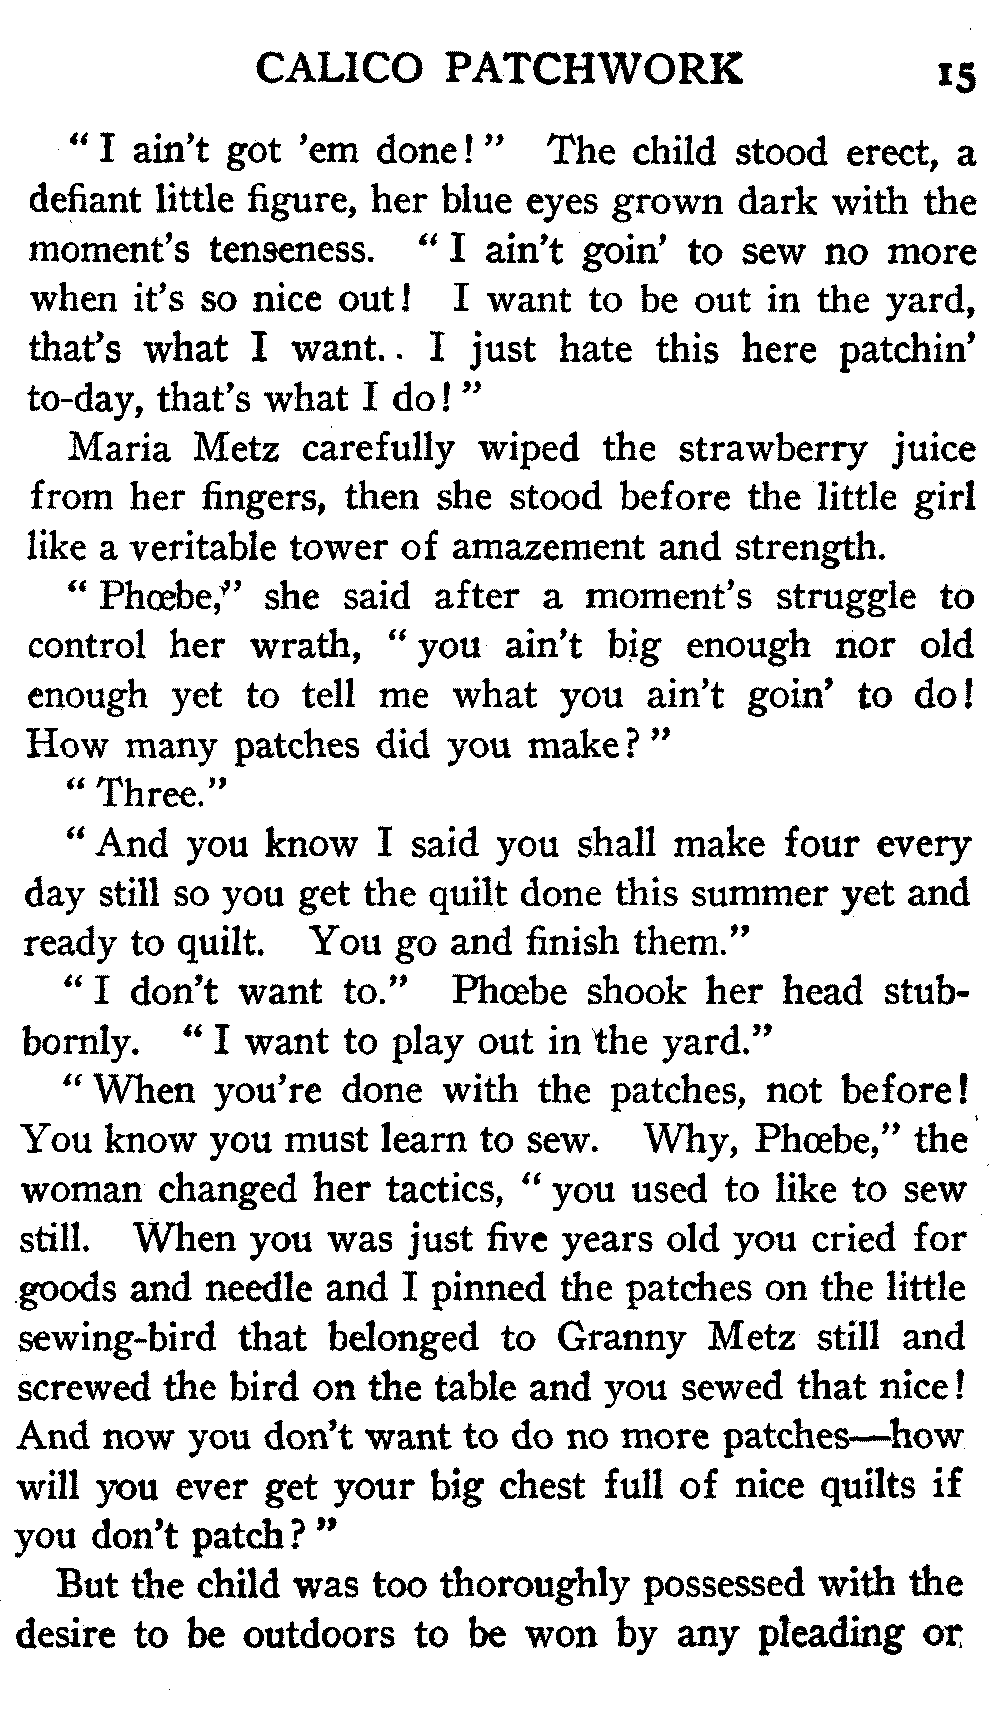 CALICO PATCHWORK 15
“ I ain't got 'em done! ” The child stood erect, a
defiant little figure, her blue eyes grown dark with the
moment's tenseness. “ I ain't goin' to sew no more
when it's so nice out! I want to be out in the yard,
that's what I want. . I just hate this here patchin'
to-day, that's what I do! ”
Maria Metz carefully wiped the strawberry juice
from her fingers, then she stood before the little girl
like a veritable tower of amazement and strength.
“ Phœbe,” she said after a moment's struggle to
control her wrath, “ you ain't big enough nor old
enough yet to tell me what you ain't goin' to do!
How many patches did you make? ”
“ Three.”
“ And you know I said you shall make four every
day still so you get the quilt done this summer yet and
ready to quilt. You go and finish them.”
“ I don't want to.” Phœbe shook her head stub-
bornly. “ I want to play out in the yard.”
“ When you're done with the patches, not before!
You know you must learn to sew. Why, Phœbe,” the
woman changed her tactics, “ you used to like to sew
still. When you was just five years old you cried for
goods and needle and I pinned the patches on the little
sewing-bird that belonged to Granny Metz still and
screwed the bird on the table and you sewed that nice!
And now you don't want to do no more patches—how
will you ever get your big chest full of nice quilts if
you don't patch? ”
But the child was too thoroughly possessed with the
desire to be outdoors to be won by any pleading or